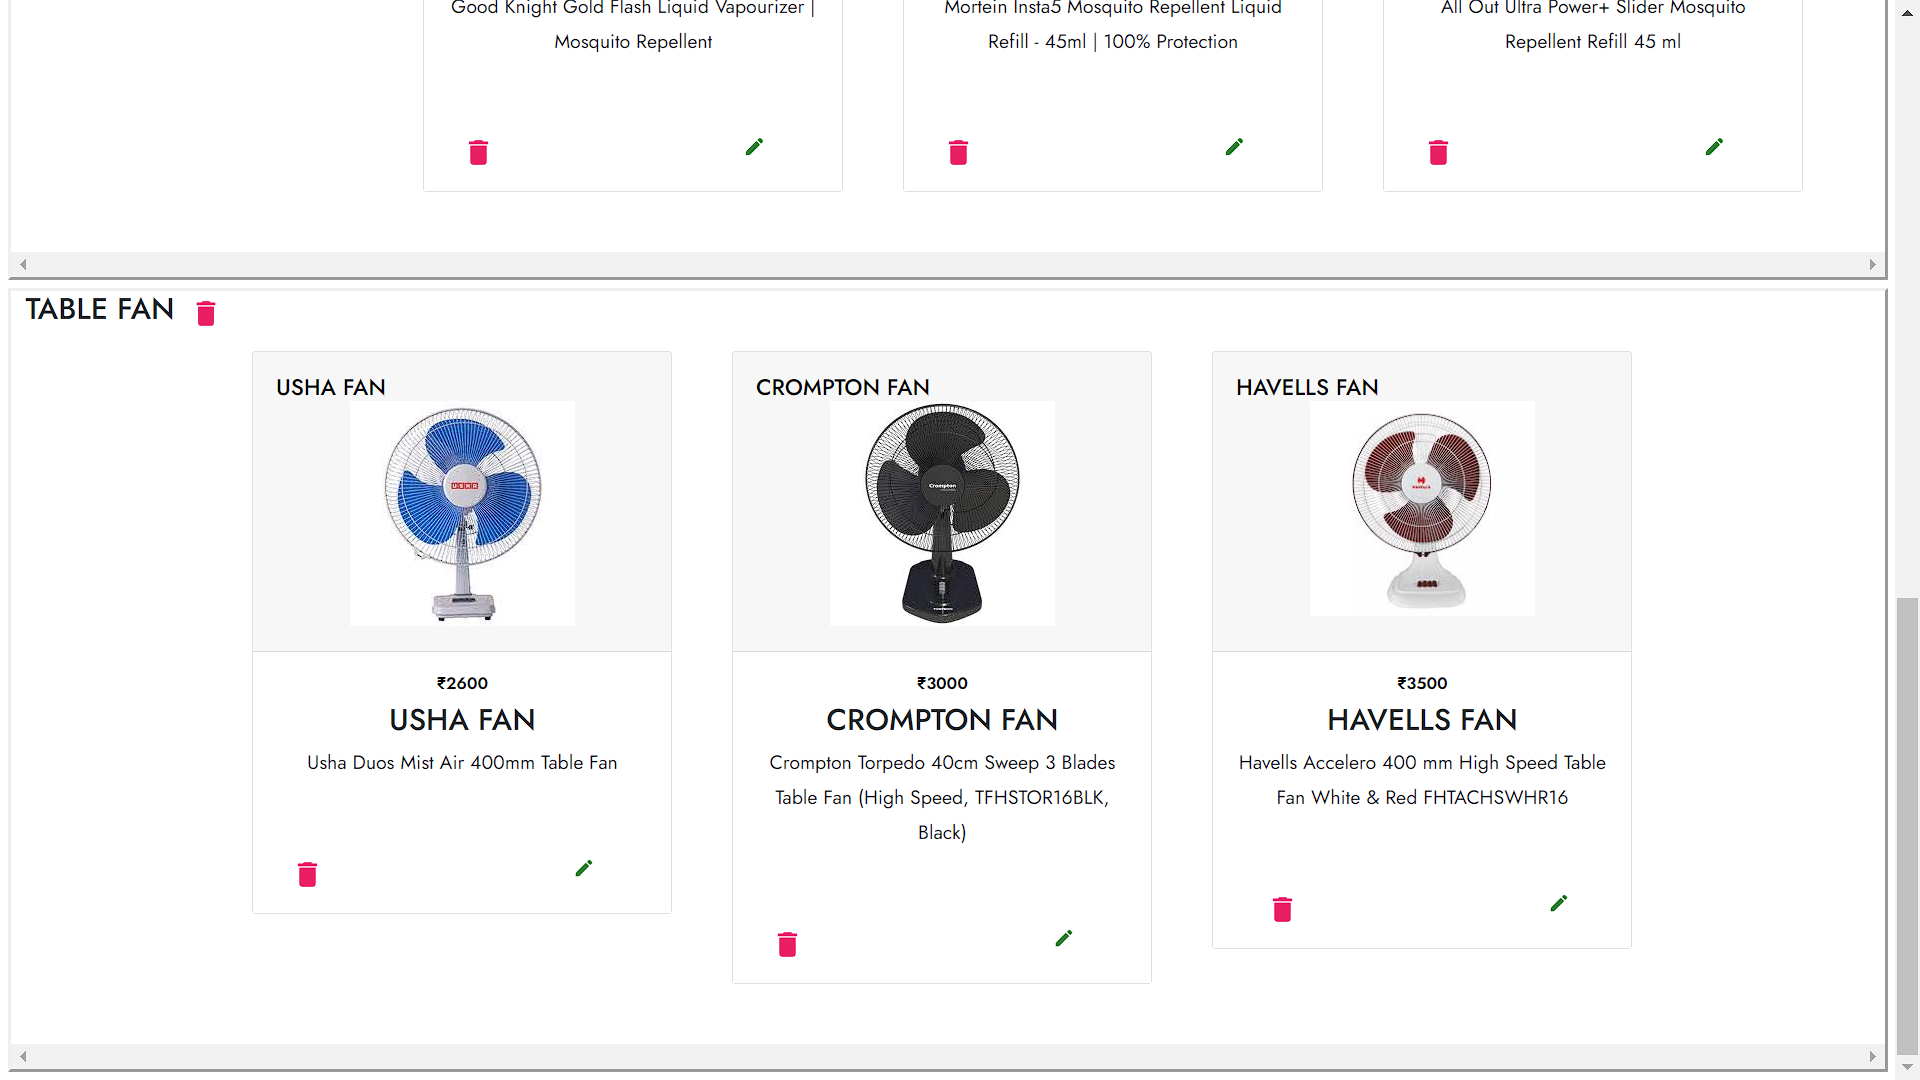 Good Knight Gold Flash Liquid Vapourizer |
Mosquito Repellent
Mortein Insta5 Mosquito Repellent Liquid
Refill - 45ml | 100% Protection
All Out Ultra Power+ Slider Mosquito
Repellent Refill 45 ml
TABLE FAN
USHA FAN
USHA
₹2600
USHA FAN
Usha Duos Mist Air 400mm Table Fan
CROMPTON FAN
Crompton
₹3000
CROMPTON FAN
Crompton Torpedo 40cm Sweep 3 Blades
Table Fan (High Speed, TFHSTOR16BLK,
Black)
HAVELLS FAN
HAVELLS
₹3500
HAVELLS FAN
Havells Accelero 400 mm High Speed Table
Fan White & Red FHTACHSWHR16